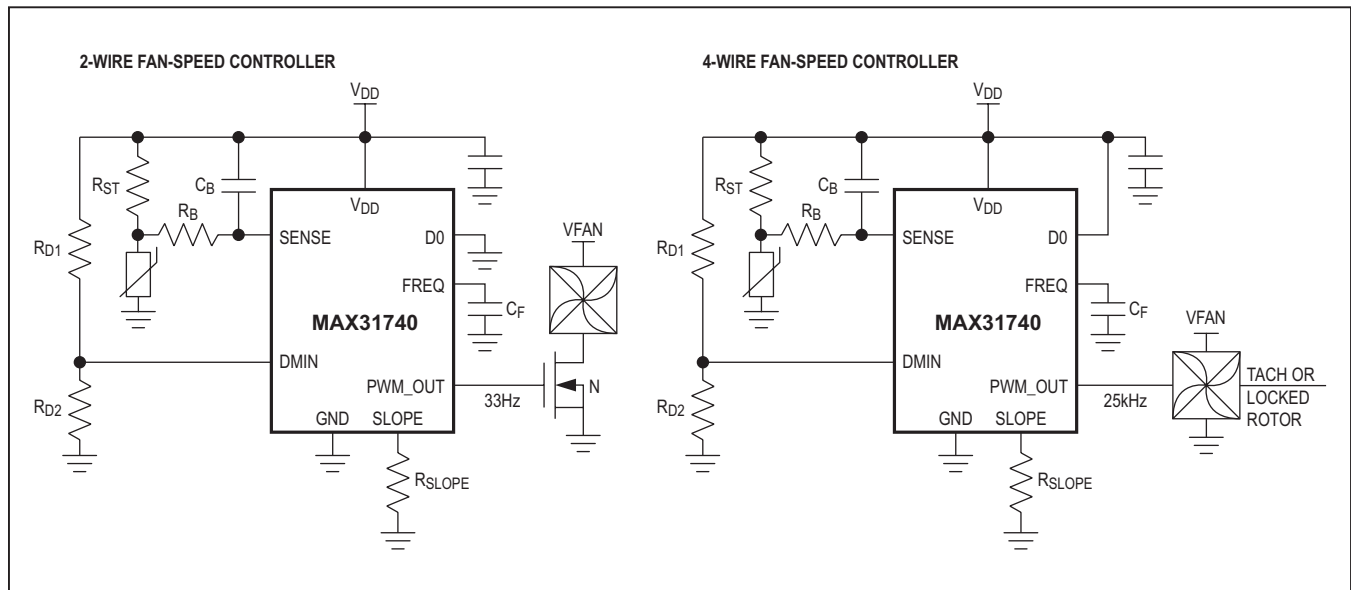 2-WIRE FAN-SPEED CONTROLLER
VDD
RST
CB
RB
VDD
SENSE
D0
RD1
FREQ
CF
VFAN
MAX31740
DMIN
PWM_OUT
33Hz
N
RD2
GND
SLOPE
RSLOPE
4-WIRE FAN-SPEED CONTROLLER
VDD
RST
CB
RB
VDD
SENSE
D0
RD1
FREQ
CF
MAX31740
VFAN
DMIN
PWM_OUT
25kHz
TACH OR
LOCKED
ROTOR
RD2
GND
SLOPE
RSLOPE